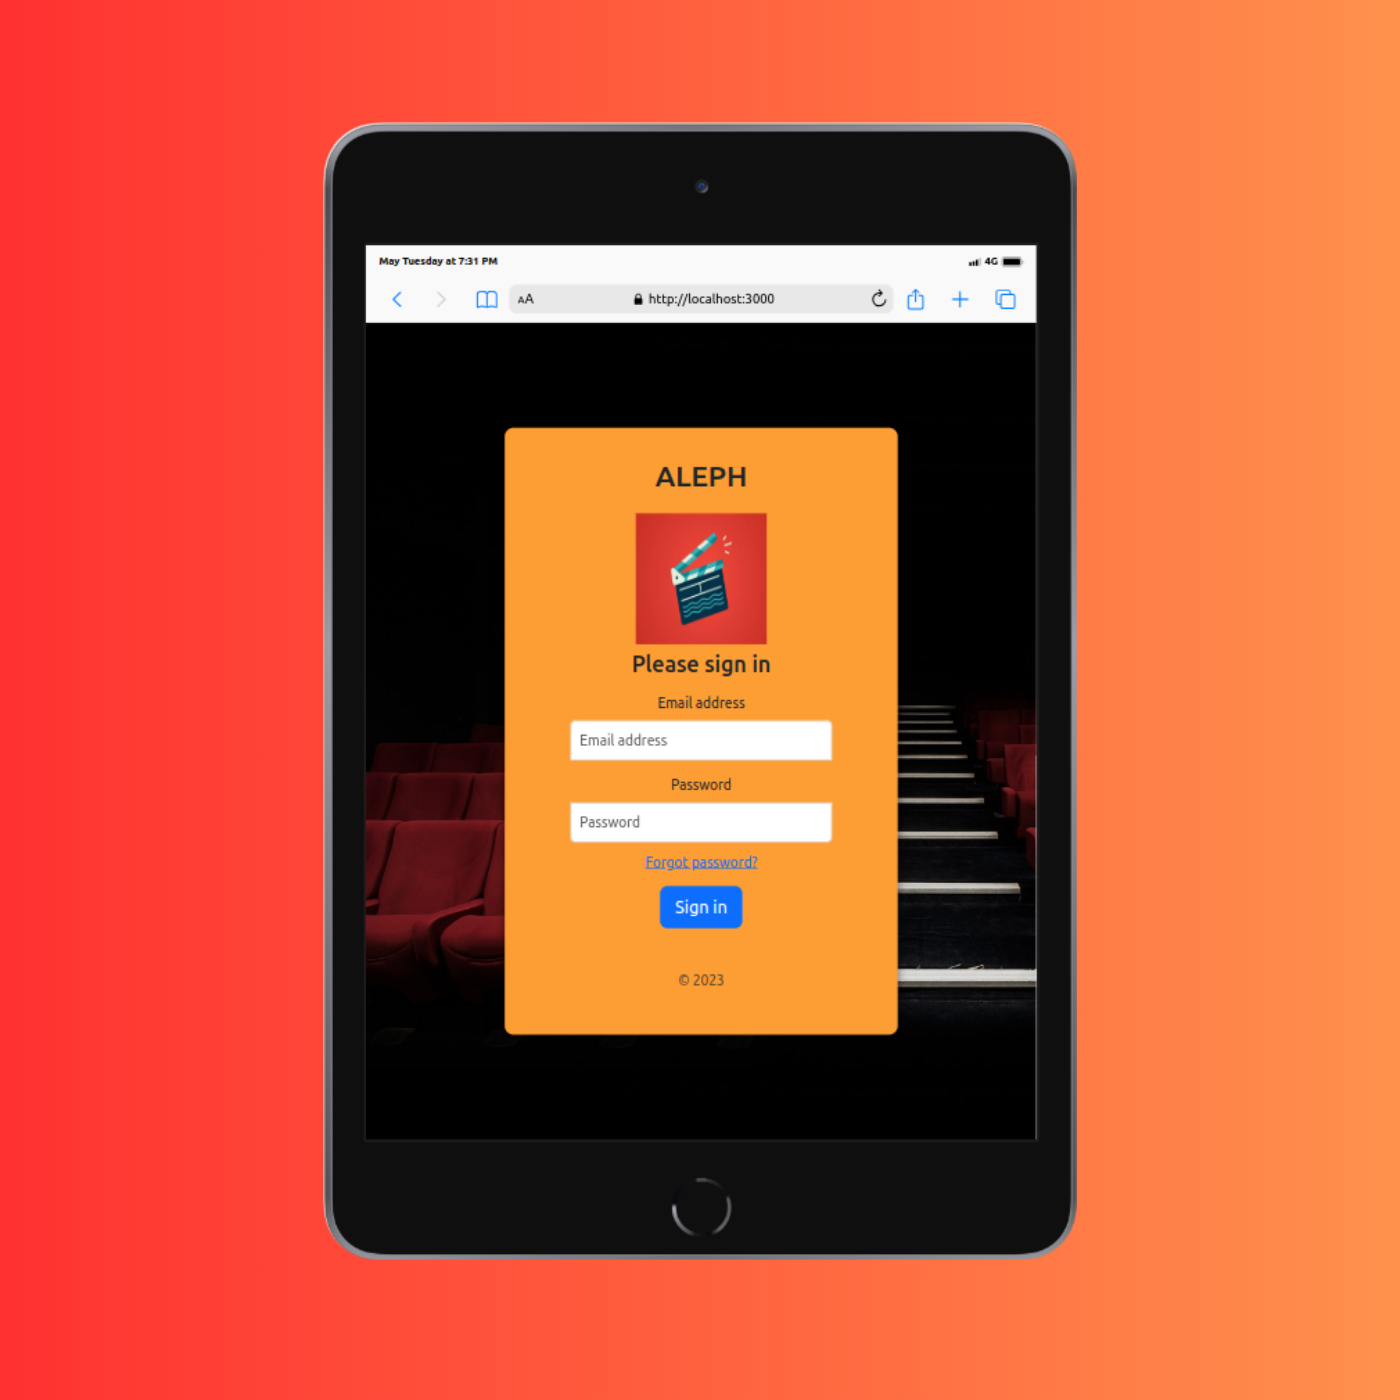 May Tuesday at 7:31 PM
4G
AA
http://localhost:3000
ALEPH
Please sign in
Email address
Email address
Password
Password
Forgot password?
Sign in
© 2023